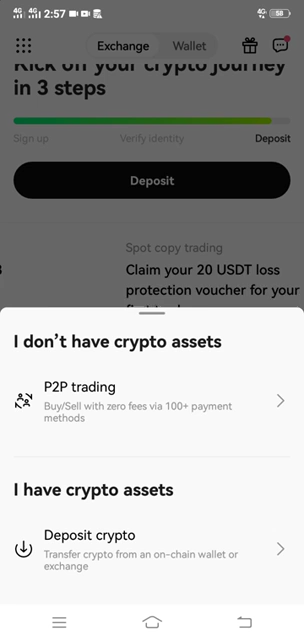 4G 4G 2:57 4G 58
Exchange Wallet
Kick off your crypto journey
in 3 steps
Sign up Verify identity Deposit
Deposit
Spot copy trading
Claim your 20 USDT loss
protection voucher for your
I don't have crypto assets
P2P trading
Buy/Sell with zero fees via 100+ payment
methods
I have crypto assets
Deposit crypto
Transfer crypto from an on-chain wallet or
exchange